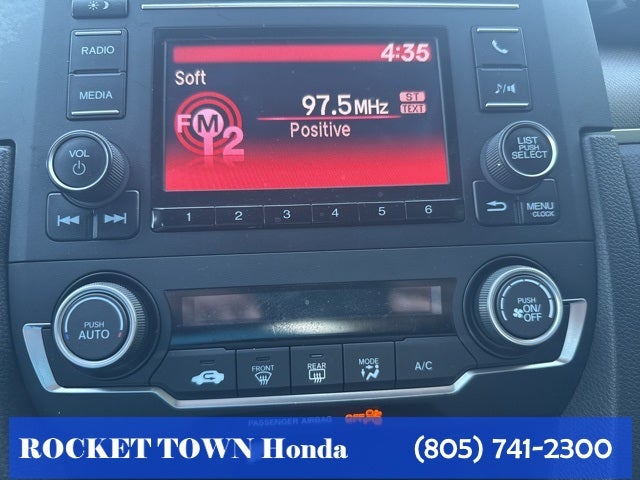 RADIO
MEDIA
VOL
4:35
Soft
97.5MHz
ST
TEXT
FM 2
Positive
1 2 3 4 5 6
LIST
PUSH
SELECT
MENU
CLOCK
PUSH
AUTO
PUSH
ON/
OFF
FRONT
REAR
MODE
A/C
PASSENGER AIRBAG
OFF
ROCKET TOWN Honda (805) 741-2300